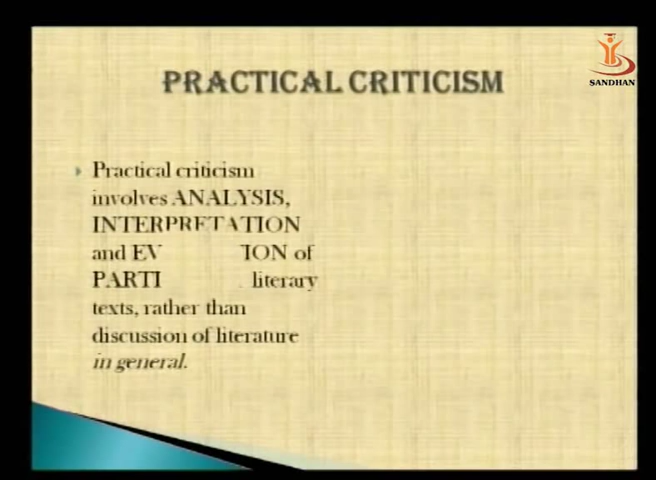 PRACTICAL CRITICISM
SANDHAN
Practical criticism
involves ANALYSIS,
INTERPRETATION
and of
literary
texts, rather than
discussion of literature
in general.